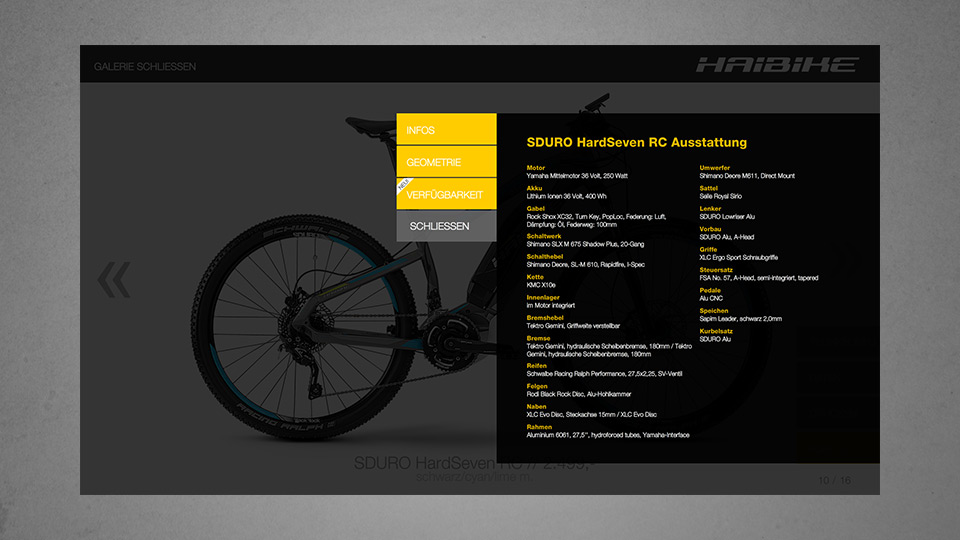 GALERIE SCHLIESSEN
HAIBIKE
INFOS
GEOMETRIE
NEU!
VERFÜGBARKEIT
SCHLIESSEN
SDURO HardSeven RC Ausstattung
Motor
Yamaha Mittelmotor 36 Volt, 250 Watt
Akku
Lithium Ionen 36 Volt, 400 Wh
Gabel
Rock Shox XC32, Turn Key, PopLoc, Federung: Luft,
Dämpfung: Öl, Federweg: 100mm
Schaltwerk
Shimano SLX M 675 Shadow Plus, 20-Gang
Schalthebel
Shimano Deore, SL-M 610, Rapidfire, I-Spec
Kette
KMC X10e
Innenlager
im Motor integriert
Bremshebel
Tektro Gemini, Griffweite verstellbar
Bremse
Tektro Gemini, hydraulische Scheibenbremse, 180mm / Tektro
Gemini, hydraulische Scheibenbremse, 180mm
Reifen
Schwalbe Racing Ralph Performance, 27,5x2,25, SV-Ventil
Felgen
Rodi Black Rock Disc, Alu-Hohlkammer
Naben
XLC Evo Disc, Steckachse 15mm / XLC Evo Disc
Rahmen
Aluminium 6061, 27,5'', hydroforced tubes, Yamaha-Interface
Umwerfer
Shimano Deore M611, Direct Mount
Sattel
Selle Royal Sirio
Lenker
SDURO Lowriser Alu
Vorbau
SDURO Alu, A-Head
Griffe
XLC Ergo Sport Schraubgriffe
Steuersatz
FSA No. 57, A-Head, semi-integriert, tapered
Pedale
Alu CNC
Speichen
Sapim Leader, schwarz 2,0mm
Kurbelsatz
SDURO Alu
SCHWALBE
RACING RALPH
SDURO HardSeven RC // 2.499,-
schwarz/cyan/lime m.
10 / 16